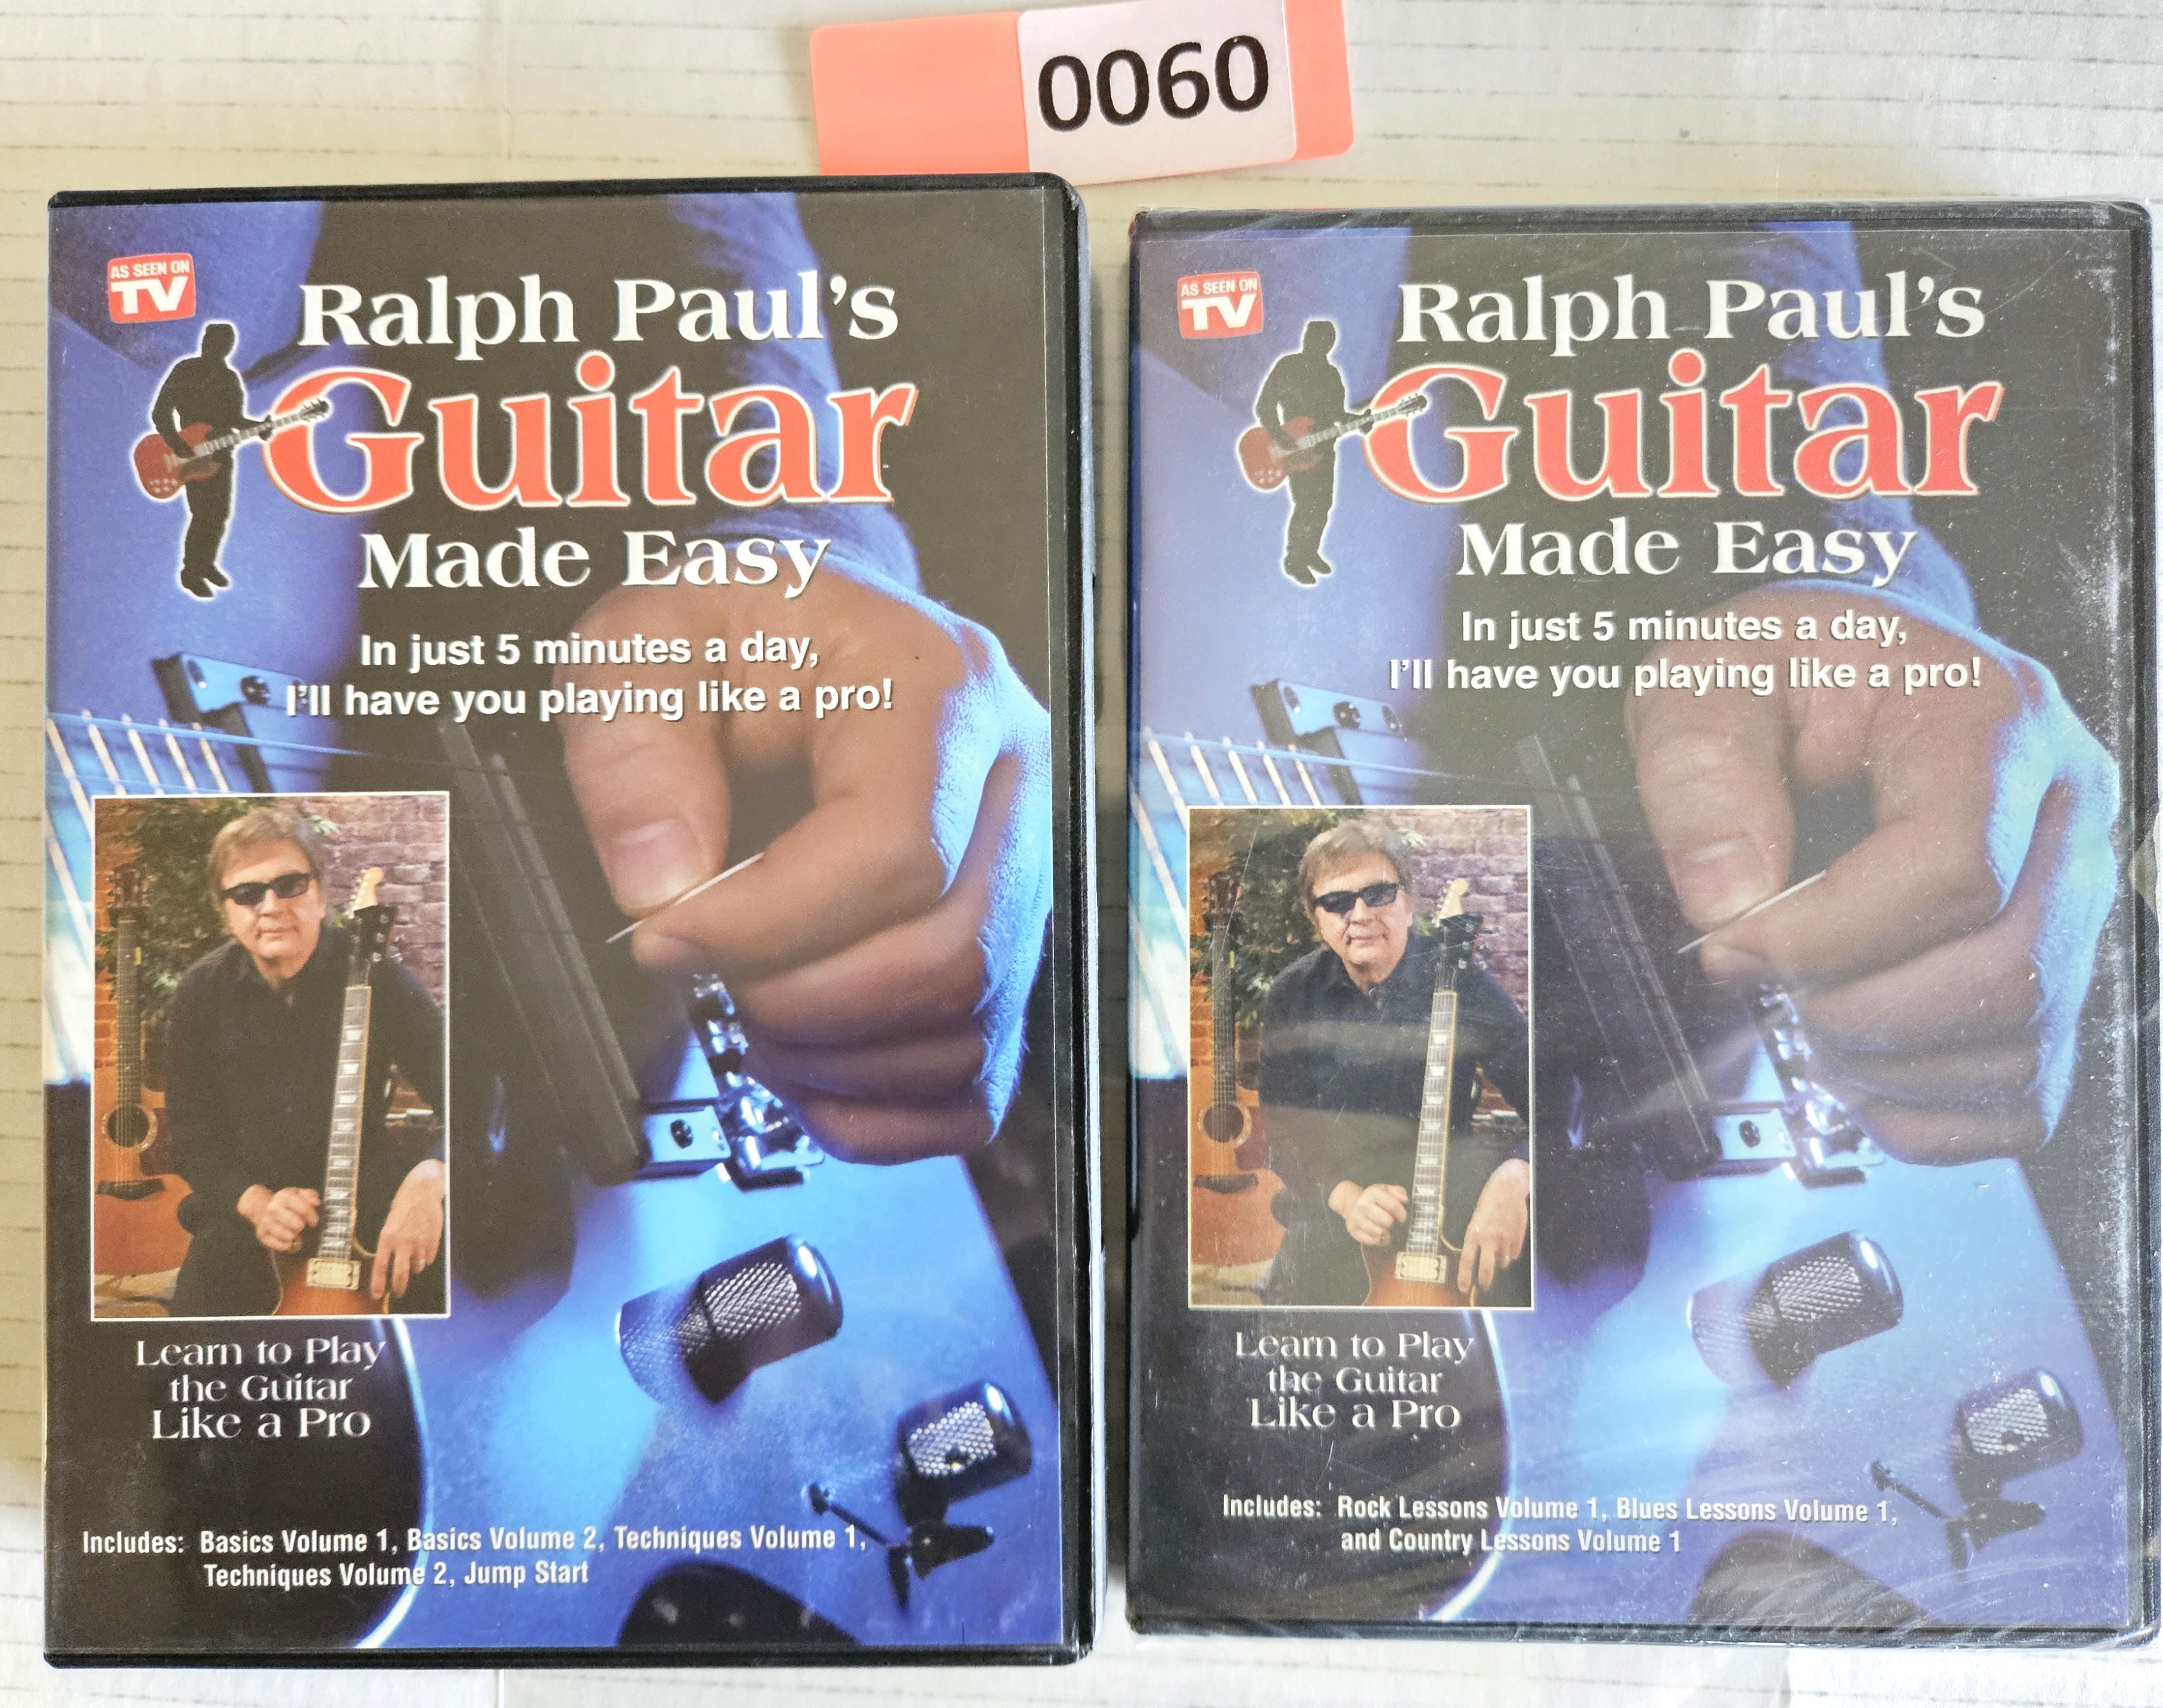 0060
AS SEEN ON
TV
Ralph Paul's
Guitar
Made Easy
In just 5 minutes a day,
I'll have you playing like a pro!
Learn to Play
the Guitar
Like a Pro
Includes: Basics Volume 1, Basics Volume 2, Techniques Volume 1,
Techniques Volume 2, Jump Start
AS SEEN ON
TV
Ralph Paul's
Guitar
Made Easy
In just 5 minutes a day,
I'll have you playing like a pro!
Learn to Play
the Guitar
Like a Pro
Includes: Rock Lessons Volume 1, Blues Lessons Volume 1,
and Country Lessons Volume 1